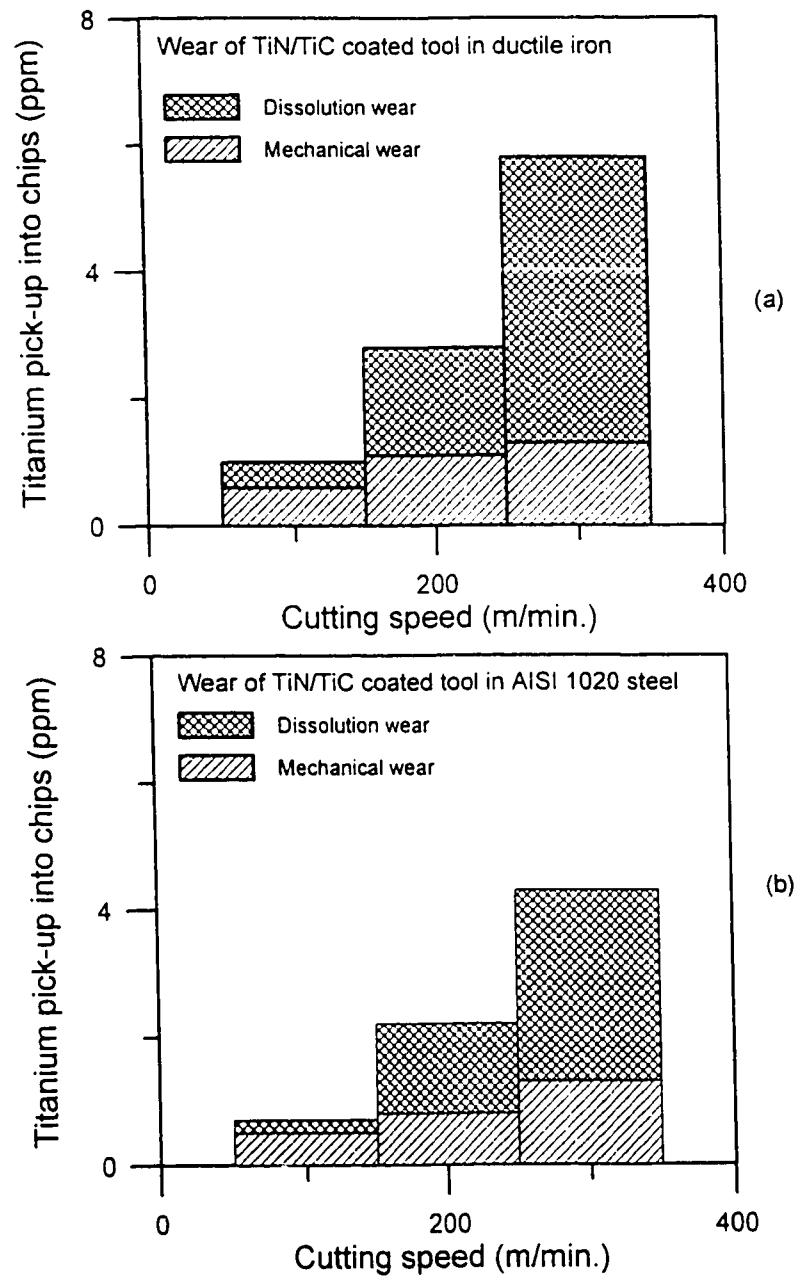 8
Wear of TiN/TiC coated tool in ductile iron
Dissolution wear
Mechanical wear
Titanium pick-up into chips (ppm)
4
(a)
0
0 200 400
Cutting speed (m/min.)
8
Wear of TiN/TiC coated tool in AISI 1020 steel
Dissolution wear
Mechanical wear
Titanium pick-up into chips (ppm)
4
(b)
0
0 200 400
Cutting speed (m/min.)